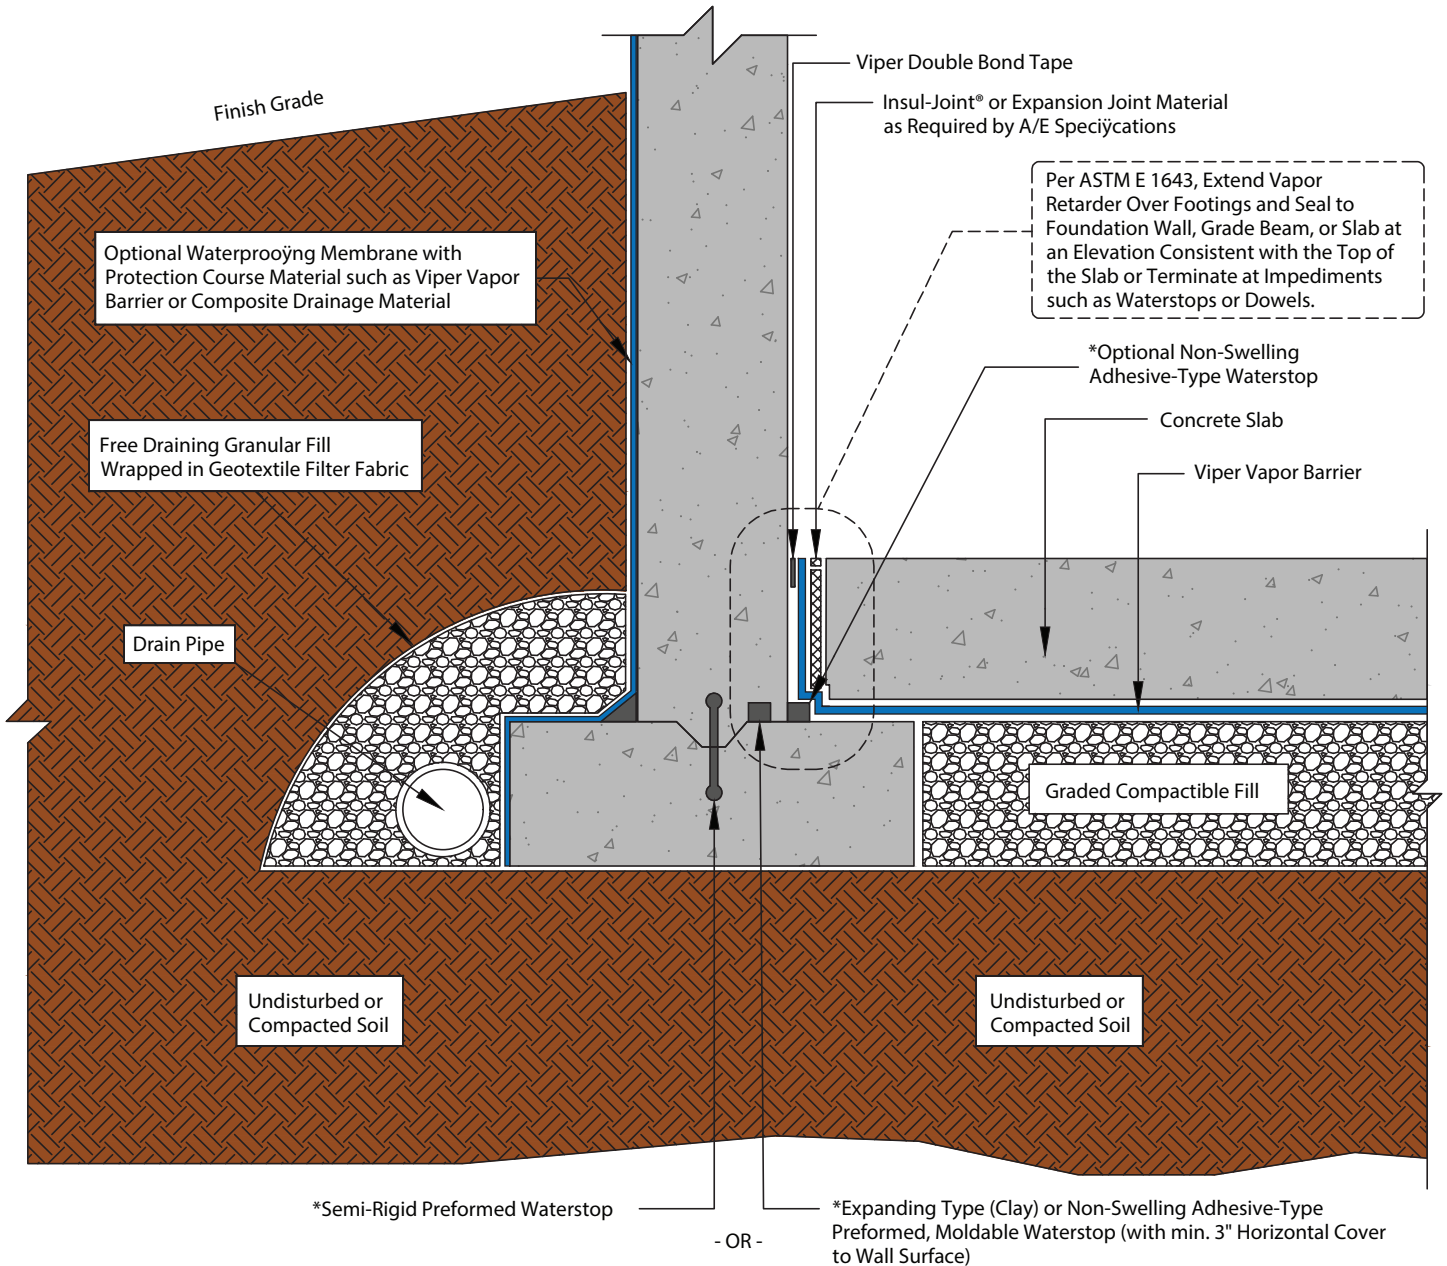 Finish Grade
Viper Double Bond Tape
Insul-Joint® or Expansion Joint Material
as Required by A/E Speciÿcations
Per ASTM E 1643, Extend Vapor
Retarder Over Footings and Seal to
Foundation Wall, Grade Beam, or Slab at
an Elevation Consistent with the Top of
the Slab or Terminate at Impediments
such as Waterstops or Dowels.
Optional Waterprooÿng Membrane with
Protection Course Material such as Viper Vapor
Barrier or Composite Drainage Material
*Optional Non-Swelling
Adhesive-Type Waterstop
Concrete Slab
Free Draining Granular Fill
Wrapped in Geotextile Filter Fabric
Viper Vapor Barrier
Drain Pipe
Graded Compactible Fill
Undisturbed or
Compacted Soil
Undisturbed or
Compacted Soil
*Semi-Rigid Preformed Waterstop
- OR -
*Expanding Type (Clay) or Non-Swelling Adhesive-Type
Preformed, Moldable Waterstop (with min. 3" Horizontal Cover
to Wall Surface)